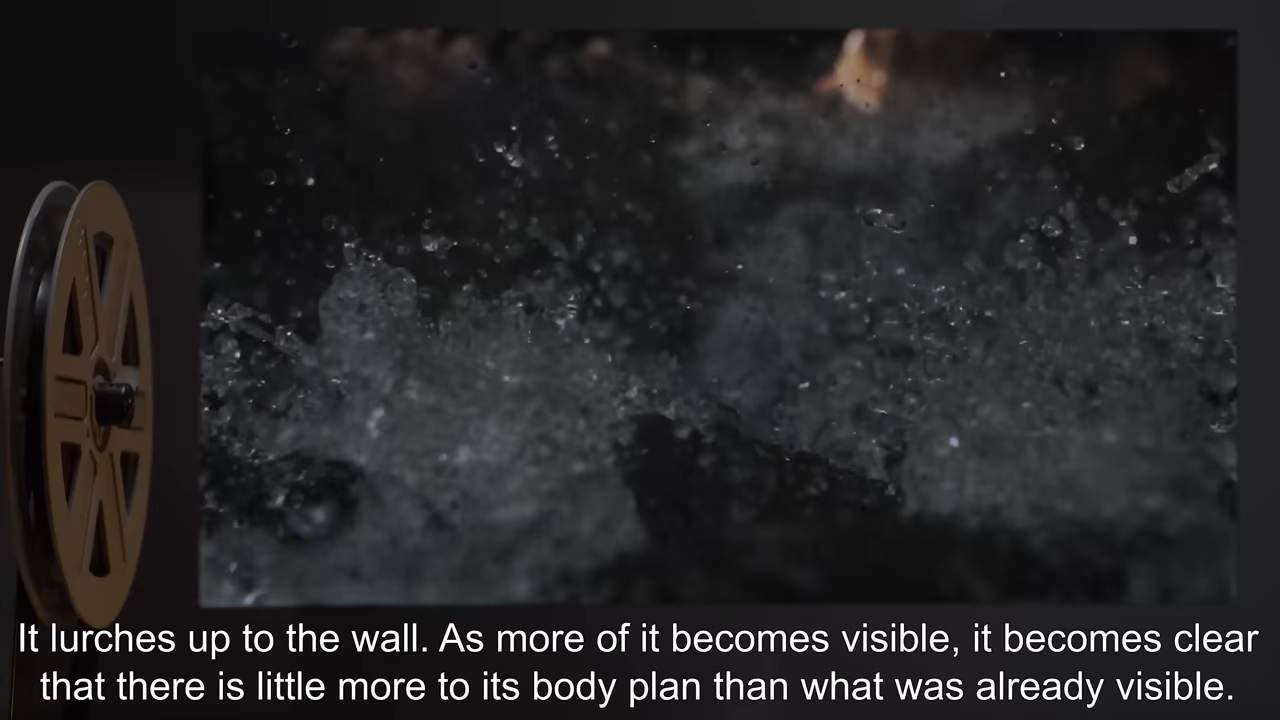 It lurches up to the wall. As more of it becomes visible, it becomes clear
that there is little more to its body plan than what was already visible.